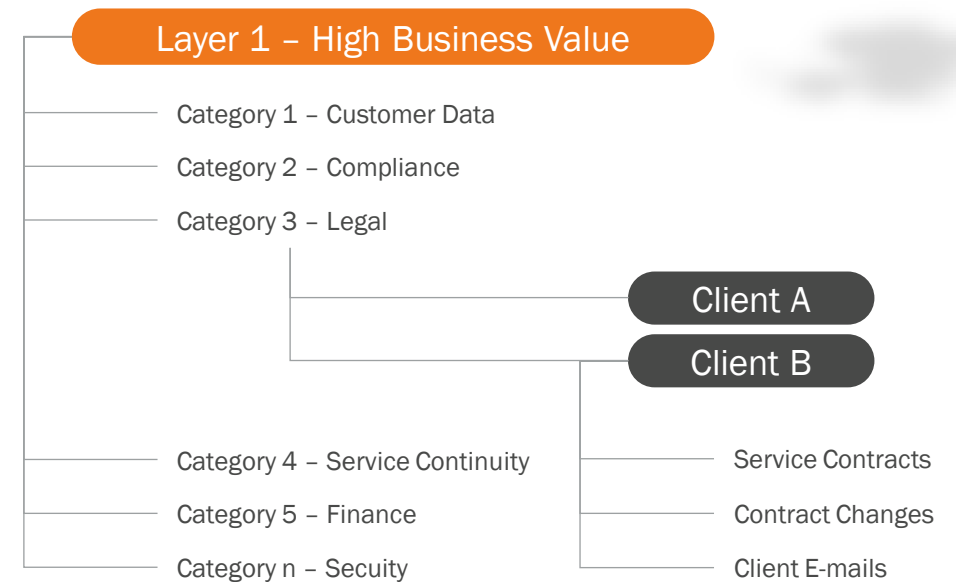 Layer 1 – High Business Value
Category 1 – Customer Data
Category 2 – Compliance
Category 3 – Legal
Client A
Client B
Category 4 – Service Continuity
Service Contracts
Category 5 – Finance
Contract Changes
Category n – Secuity
Client E-mails